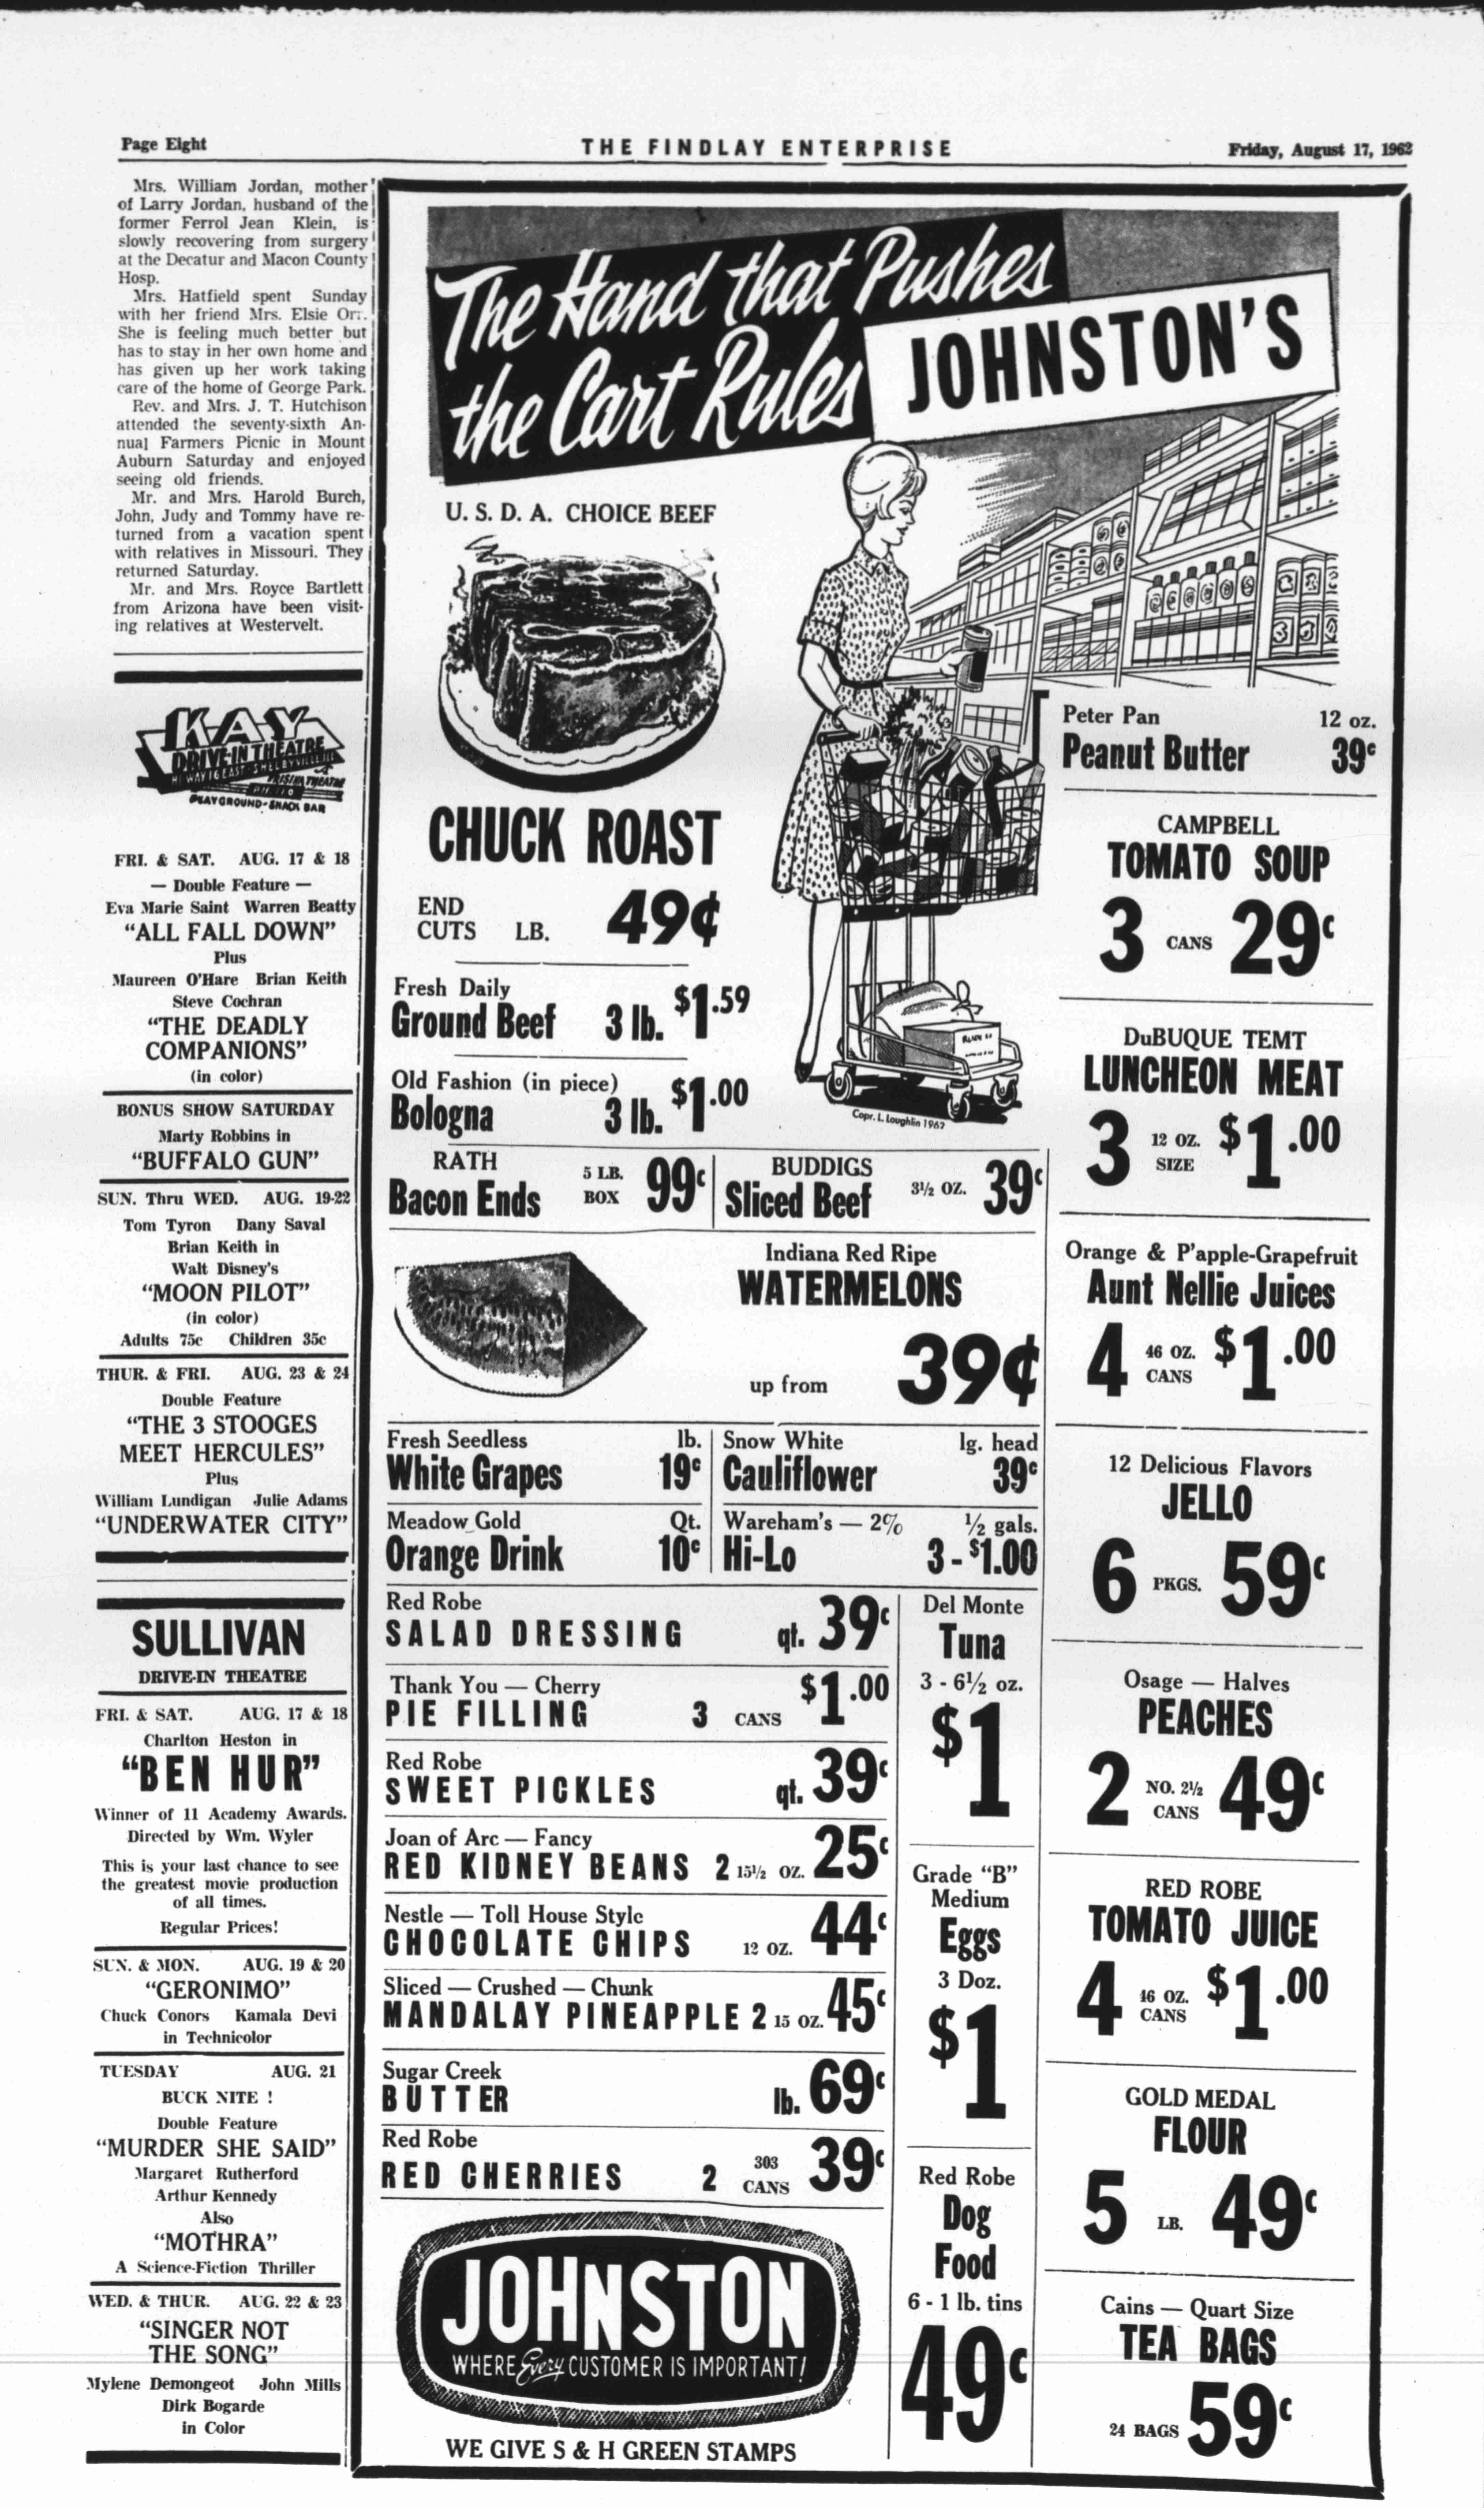 Page Eight
THE FINDLAY ENTERPRISE
Friday, August 17, 1962
Mrs. William Jordan, mother
of Larry Jordan, husband of the
former Ferrol Jean Klein, is
slowly recovering from surgery
at the Decatur and Macon County
Hosp.
Mrs. Hatfield spent Sunday
with her friend Mrs. Elsie Orr.
She is feeling much better but
has to stay in her own home and
has given up her work taking
care of the home of George Park.
Rev. and Mrs. J. T. Hutchison
attended the seventy-sixth An-
nual Farmers Picnic in Mount
Auburn Saturday and enjoyed
seeing old friends.
Mr. and Mrs. Harold Burch,
John, Judy and Tommy have re-
turned from a vacation spent
with relatives in Missouri. They
returned Saturday.
Mr. and Mrs. Royce Bartlett
from Arizona have been visit-
ing relatives at Westervelt.
KAY
DRIVE-IN THEATRE
HI-WAY 16 EAST - SHELBYVILLE
PLAYGROUND-SNACK BAR
FRI. & SAT. AUG. 17 & 18
— Double Feature —
Eva Marie Saint Warren Beatty
"ALL FALL DOWN"
Plus
Maureen O'Hare Brian Keith
Steve Cochran
"THE DEADLY
COMPANIONS"
(in color)
BONUS SHOW SATURDAY
Marty Robbins in
"BUFFALO GUN"
SUN. Thru WED. AUG. 19-22
Tom Tyron Dany Saval
Brian Keith in
Walt Disney's
"MOON PILOT"
(in color)
Adults 75c Children 35c
THUR. & FRI. AUG. 23 & 24
Double Feature
"THE 3 STOOGES
MEET HERCULES"
Plus
William Lundigan Julie Adams
"UNDERWATER CITY"
SULLIVAN
DRIVE-IN THEATRE
FRI. & SAT. AUG. 17 & 18
Charlton Heston in
"BEN HUR"
Winner of 11 Academy Awards.
Directed by Wm. Wyler
This is your last chance to see
the greatest movie production
of all times.
Regular Prices!
SUN. & MON. AUG. 19 & 20
"GERONIMO"
Chuck Conors Kamala Devi
in Technicolor
TUESDAY AUG. 21
BUCK NITE !
Double Feature
"MURDER SHE SAID"
Margaret Rutherford
Arthur Kennedy
Also
"MOTHRA"
A Science-Fiction Thriller
WED. & THUR. AUG. 22 & 23
"SINGER NOT
THE SONG"
Mylene Demongeot John Mills
Dirk Bogarde
in Color
The Hand that Pushes
the Cart Rules
JOHNSTON'S
U. S. D. A. CHOICE BEEF
CHUCK ROAST
END
CUTS LB. 49¢
Fresh Daily
Ground Beef 3 lb. $1.59
Old Fashion (in piece)
Bologna 3 lb. $1.00
Copr. L. Loughlin 1962
RATH
Bacon Ends 5 LB. BOX 99c
BUDDIGS
Sliced Beef 3½ OZ. 39c
Indiana Red Ripe
WATERMELONS
up from 39¢
Fresh Seedless lb.
White Grapes 19c
Snow White lg. head
Cauliflower 39c
Meadow Gold Qt.
Orange Drink 10c
Wareham's — 2% ½ gals.
Hi-Lo 3 - $1.00
Red Robe
SALAD DRESSING qt. 39c
Thank You — Cherry
PIE FILLING 3 CANS $1.00
Red Robe
SWEET PICKLES qt. 39c
Joan of Arc — Fancy
RED KIDNEY BEANS 2 15½ OZ. 25c
Nestle — Toll House Style
CHOCOLATE CHIPS 12 OZ. 44c
Sliced — Crushed — Chunk
MANDALAY PINEAPPLE 2 15 OZ. 45c
Sugar Creek
BUTTER lb. 69c
Red Robe
RED CHERRIES 2 303 CANS 39c
JOHNSTON
WHERE Every CUSTOMER IS IMPORTANT!
WE GIVE S & H GREEN STAMPS
Del Monte
Tuna
3 - 6½ oz.
$1
Grade "B"
Medium
Eggs
3 Doz.
$1
Red Robe
Dog
Food
6 - 1 lb. tins
49c
Peter Pan 12 oz.
Peanut Butter 39c
CAMPBELL
TOMATO SOUP
3 CANS 29c
DuBUQUE TEMT
LUNCHEON MEAT
3 12 OZ. SIZE $1.00
Orange & P'apple-Grapefruit
Aunt Nellie Juices
4 46 OZ. CANS $1.00
12 Delicious Flavors
JELLO
6 PKGS. 59c
Osage — Halves
PEACHES
2 NO. 2½ CANS 49c
RED ROBE
TOMATO JUICE
4 46 OZ. CANS $1.00
GOLD MEDAL
FLOUR
5 LB. 49c
Cains — Quart Size
TEA BAGS
24 BAGS 59c